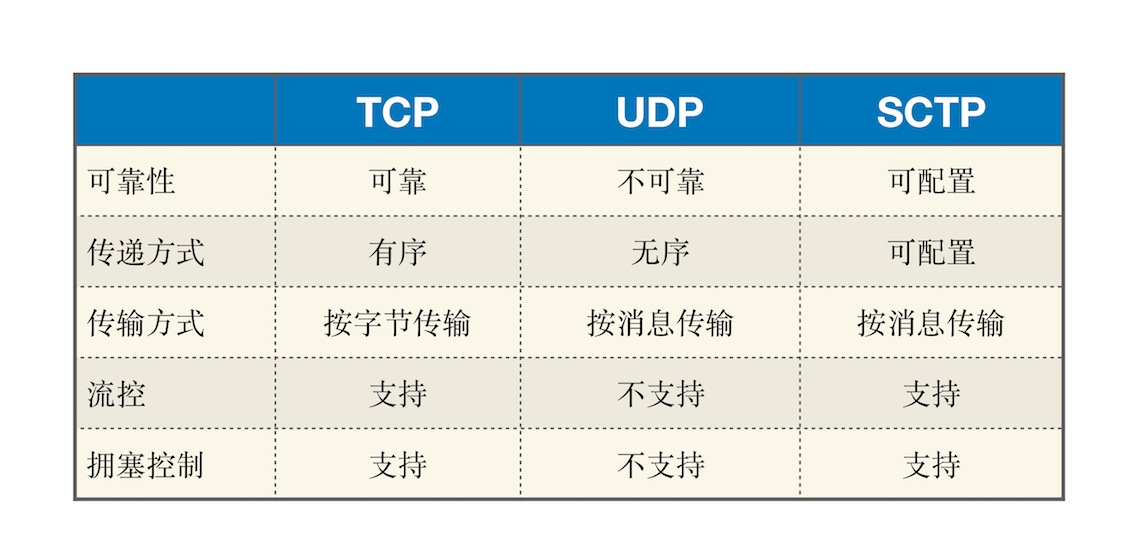 TCP UDP SCTP
可靠性 可靠 不可靠 可配置
传递方式 有序 无序 可配置
传输方式 按字节传输 按消息传输 按消息传输
流控 支持 不支持 支持
拥塞控制 支持 不支持 支持